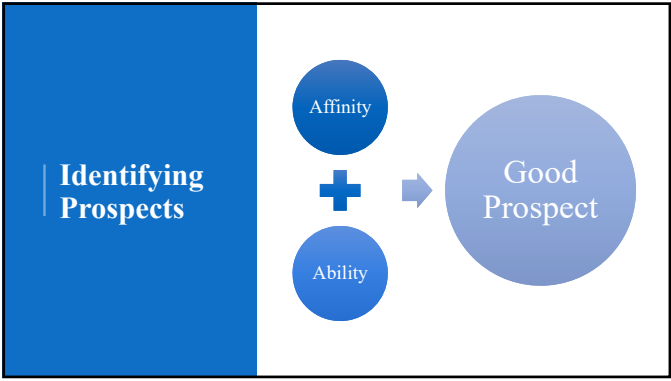 Identifying
Prospects
Affinity
Ability
Good
Prospect